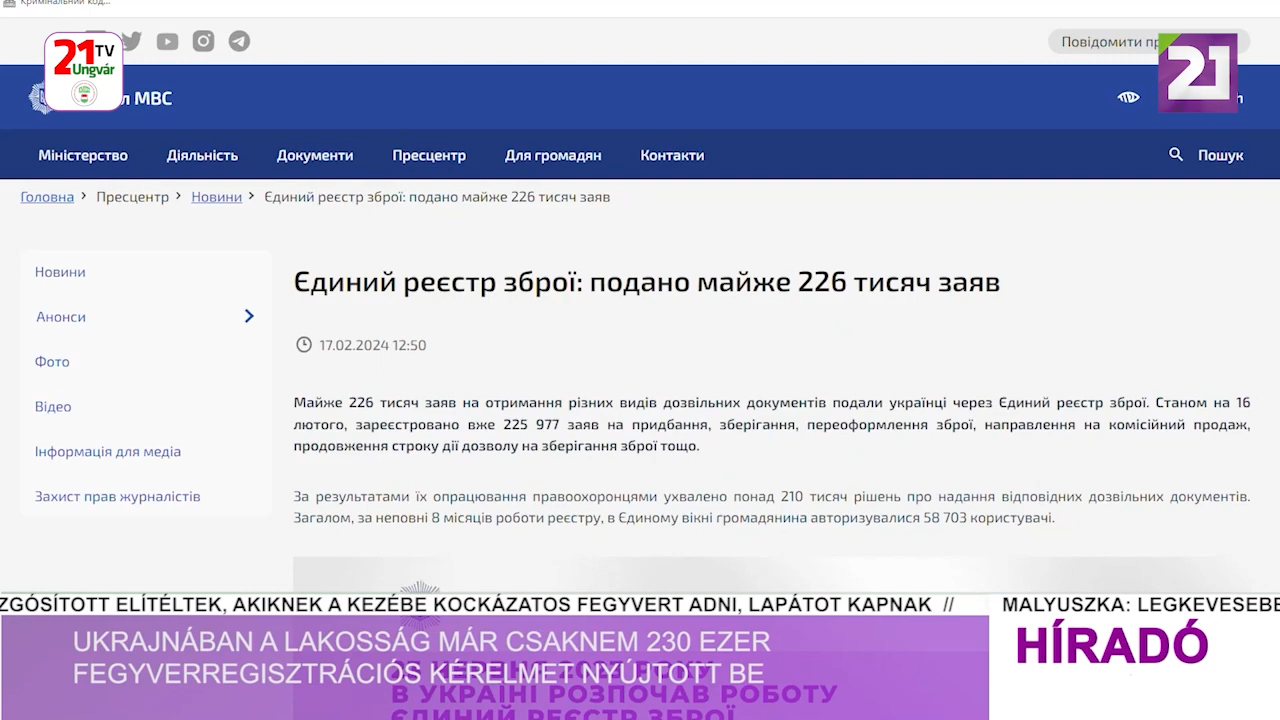 Кримінальний код...
21 TV
Ungvár
Повідомити
21
МВС
Міністерство
Діяльність
Документи
Пресцентр
Для громадян
Контакти
Пошук
Головна > Пресцентр > Новини > Єдиний реєстр зброї: подано майже 226 тисяч заяв
Новини
Анонси
Фото
Відео
Інформація для медіа
Захист прав журналістів
Єдиний реєстр зброї: подано майже 226 тисяч заяв
17.02.2024 12:50
Майже 226 тисяч заяв на отримання різних видів дозвільних документів подали українці через Єдиний реєстр зброї. Станом на 16
лютого, зареєстровано вже 225 977 заяв на придбання, зберігання, переоформлення зброї, направлення на комісійний продаж,
продовження строку дії дозволу на зберігання зброї тощо.
За результатами їх опрацювання правоохоронцями ухвалено понад 210 тисяч рішень про надання відповідних дозвільних документів.
Загалом, за неповні 8 місяців роботи реєстру, в Єдиному вікні громадянина авторизувалися 58 703 користувачі.
ZGÓSÍTOTT ELÍTÉLTEK, AKIKNEK A KEZÉBE KOCKÁZATOS FEGYVERT ADNI, LAPÁTOT KAPNAK // MALYUSZKA: LEGKEVESEBB
UKRAJNÁBAN A LAKOSSÁG MÁR CSAKNEM 230 EZER
FEGYVERREGISZTRÁCIÓS KÉRELMET NYÚJTOTT BE
HÍRADÓ
В УКРАЇНІ РОЗПОЧАВ РОБОТУ
ЄДИНИЙ РЕЄСТР ЗБРОЇ